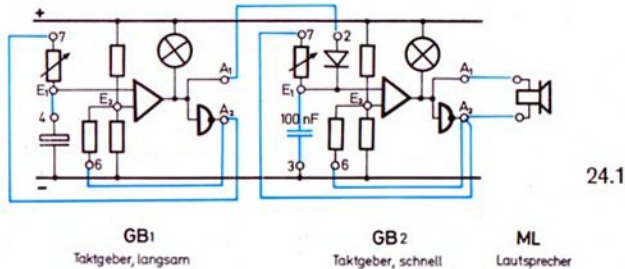 +
7
2
7
A₁
A₁
E₁
E₂
A₂
E₁
E₂
A₂
4
100 nF
6
3
6
−
24.1
GB1
GB2
ML
Taktgeber, langsam
Taktgeber, schnell
Lautsprecher